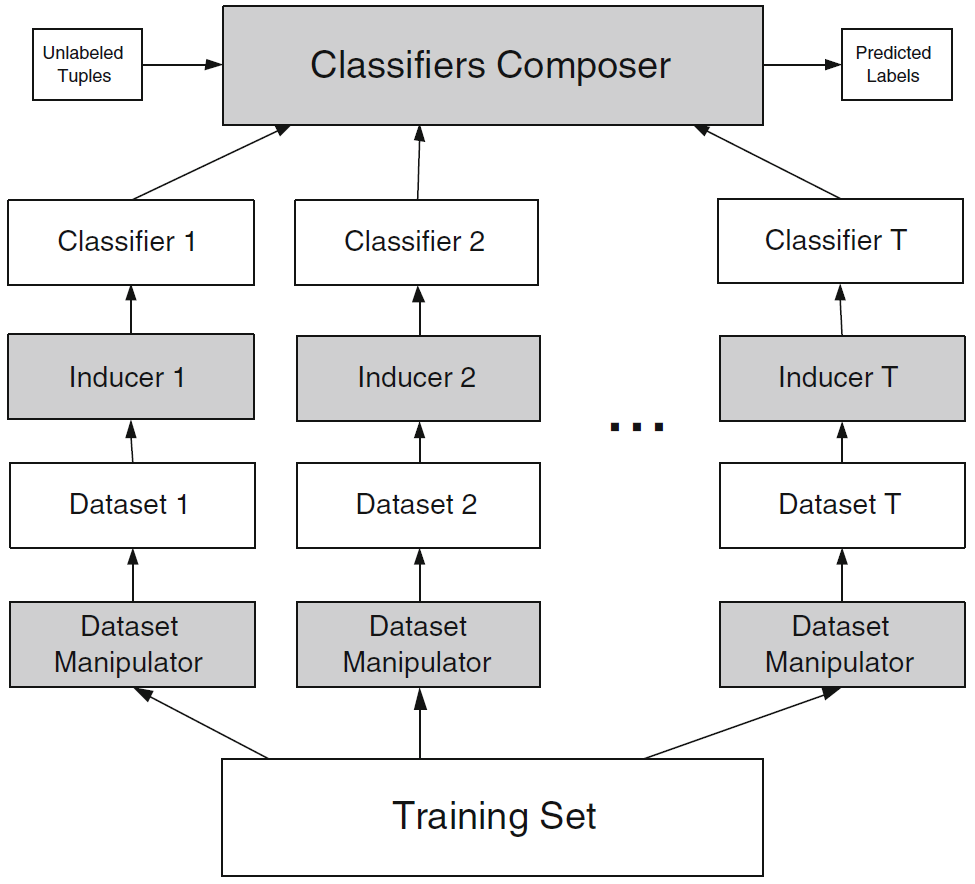 Unlabeled
Tuples
Classifiers Composer
Predicted
Labels
Classifier 1
Classifier 2
Classifier T
Inducer 1
Inducer 2
Inducer T
...
Dataset 1
Dataset 2
Dataset T
Dataset
Manipulator
Dataset
Manipulator
Dataset
Manipulator
Training Set